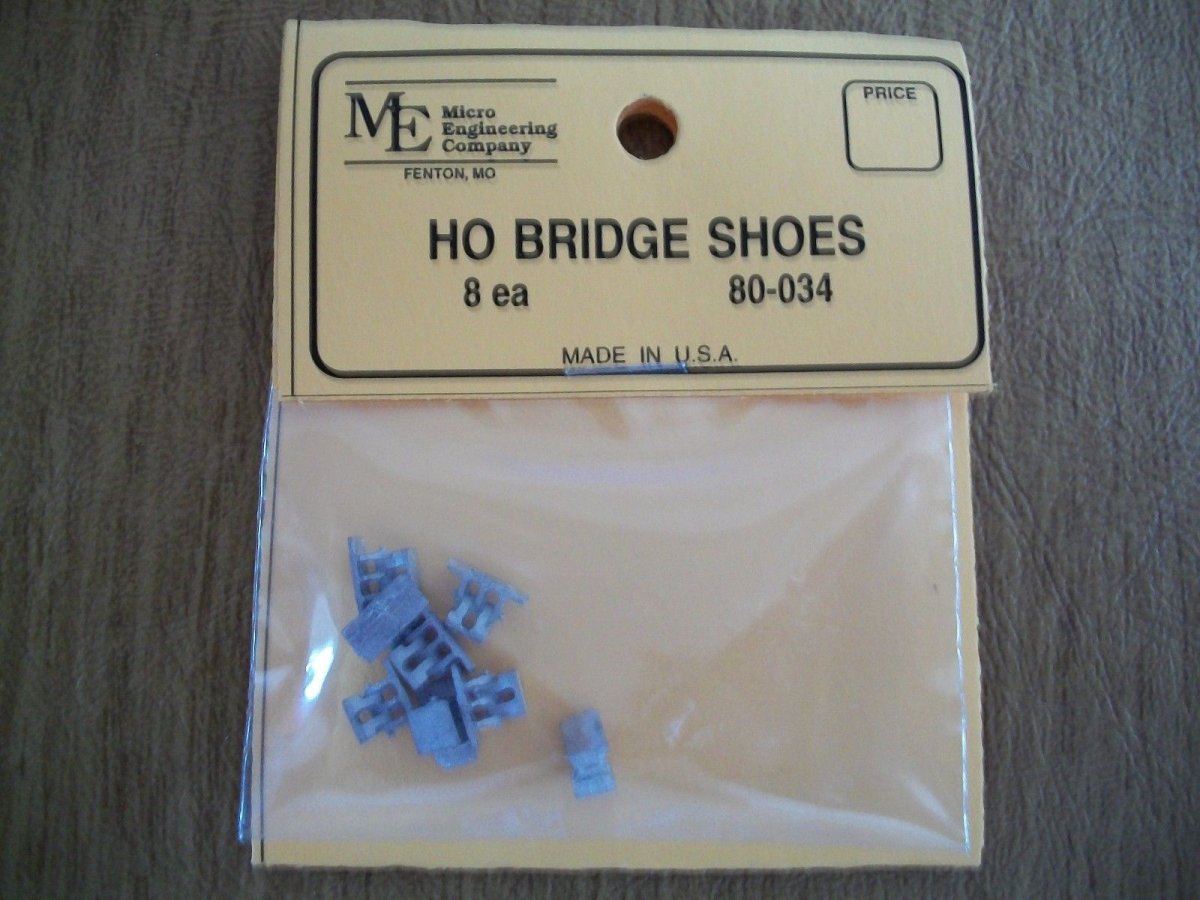 ME Micro
Engineering
Company
FENTON, MO
PRICE
HO BRIDGE SHOES
8 ea 80-034
MADE IN U.S.A.